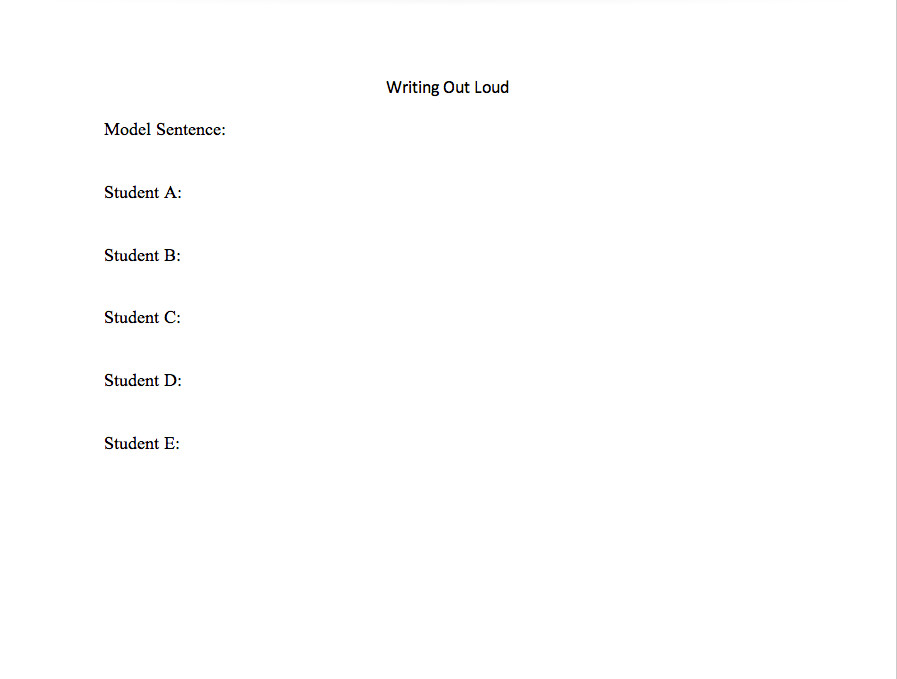 Writing Out Loud
Model Sentence:
Student A:
Student B:
Student C:
Student D:
Student E: